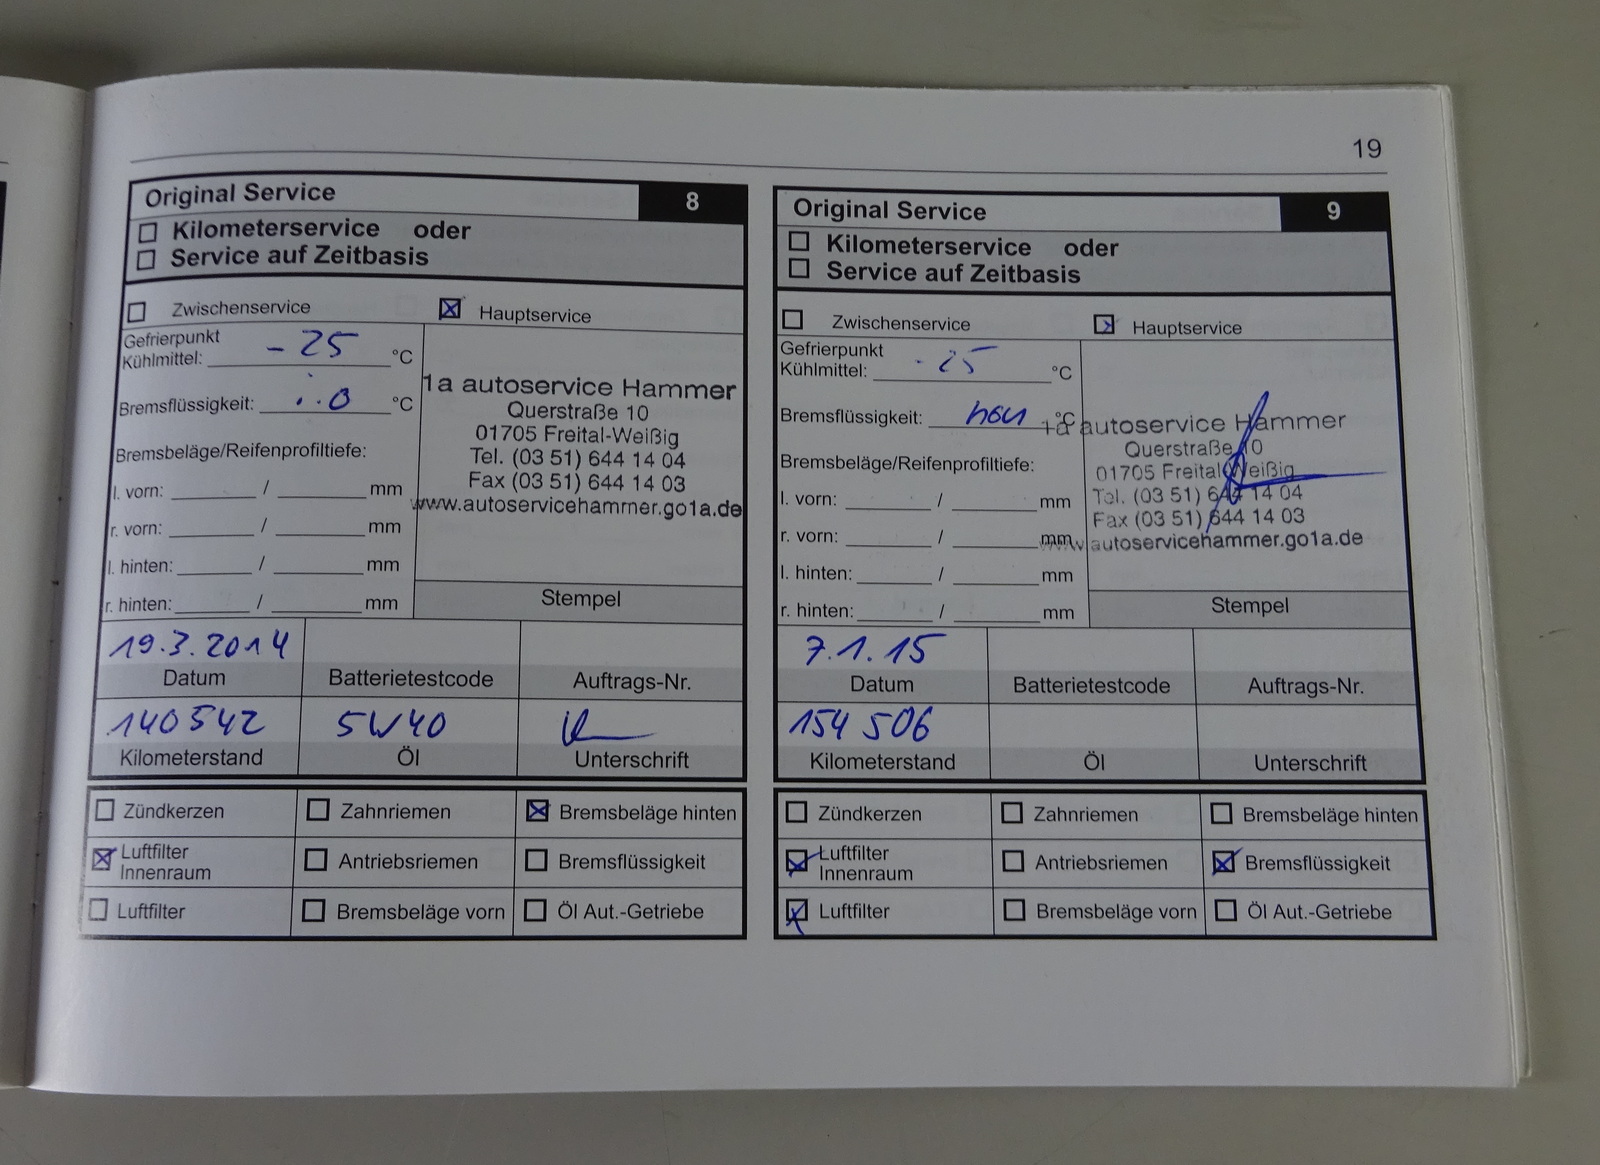 19
Original Service 8
Kilometerservice oder
Service auf Zeitbasis
Zwischenservice Hauptservice
Gefrierpunkt
Kühlmittel: -25 °C
Bremsflüssigkeit: i.o °C
Bremsbeläge/Reifenprofiltiefe:
l. vorn: / mm
r. vorn: / mm
l. hinten: / mm
r. hinten: / mm
1a autoservice Hammer
Querstraße 10
01705 Freital-Weißig
Tel. (03 51) 644 14 04
Fax (03 51) 644 14 03
www.autoservicehammer.go1a.de
Stempel
19.3.2014
Datum Batterietestcode Auftrags-Nr.
140542 5W40
Kilometerstand Öl Unterschrift
Zündkerzen Zahnriemen Bremsbeläge hinten
Luftfilter
Innenraum Antriebsriemen Bremsflüssigkeit
Luftfilter Bremsbeläge vorn Öl Aut.-Getriebe
Original Service 9
Kilometerservice oder
Service auf Zeitbasis
Zwischenservice Hauptservice
Gefrierpunkt
Kühlmittel: -25 °C
Bremsflüssigkeit: neu °C
Bremsbeläge/Reifenprofiltiefe:
l. vorn: / mm
r. vorn: / mm
l. hinten: / mm
r. hinten: / mm
1a autoservice Hammer
Querstraße 10
01705 Freital-Weißig
Tel. (03 51) 644 14 04
Fax (03 51) 644 14 03
www.autoservicehammer.go1a.de
Stempel
7.1.15
Datum Batterietestcode Auftrags-Nr.
154 506
Kilometerstand Öl Unterschrift
Zündkerzen Zahnriemen Bremsbeläge hinten
Luftfilter
Innenraum Antriebsriemen Bremsflüssigkeit
Luftfilter Bremsbeläge vorn Öl Aut.-Getriebe